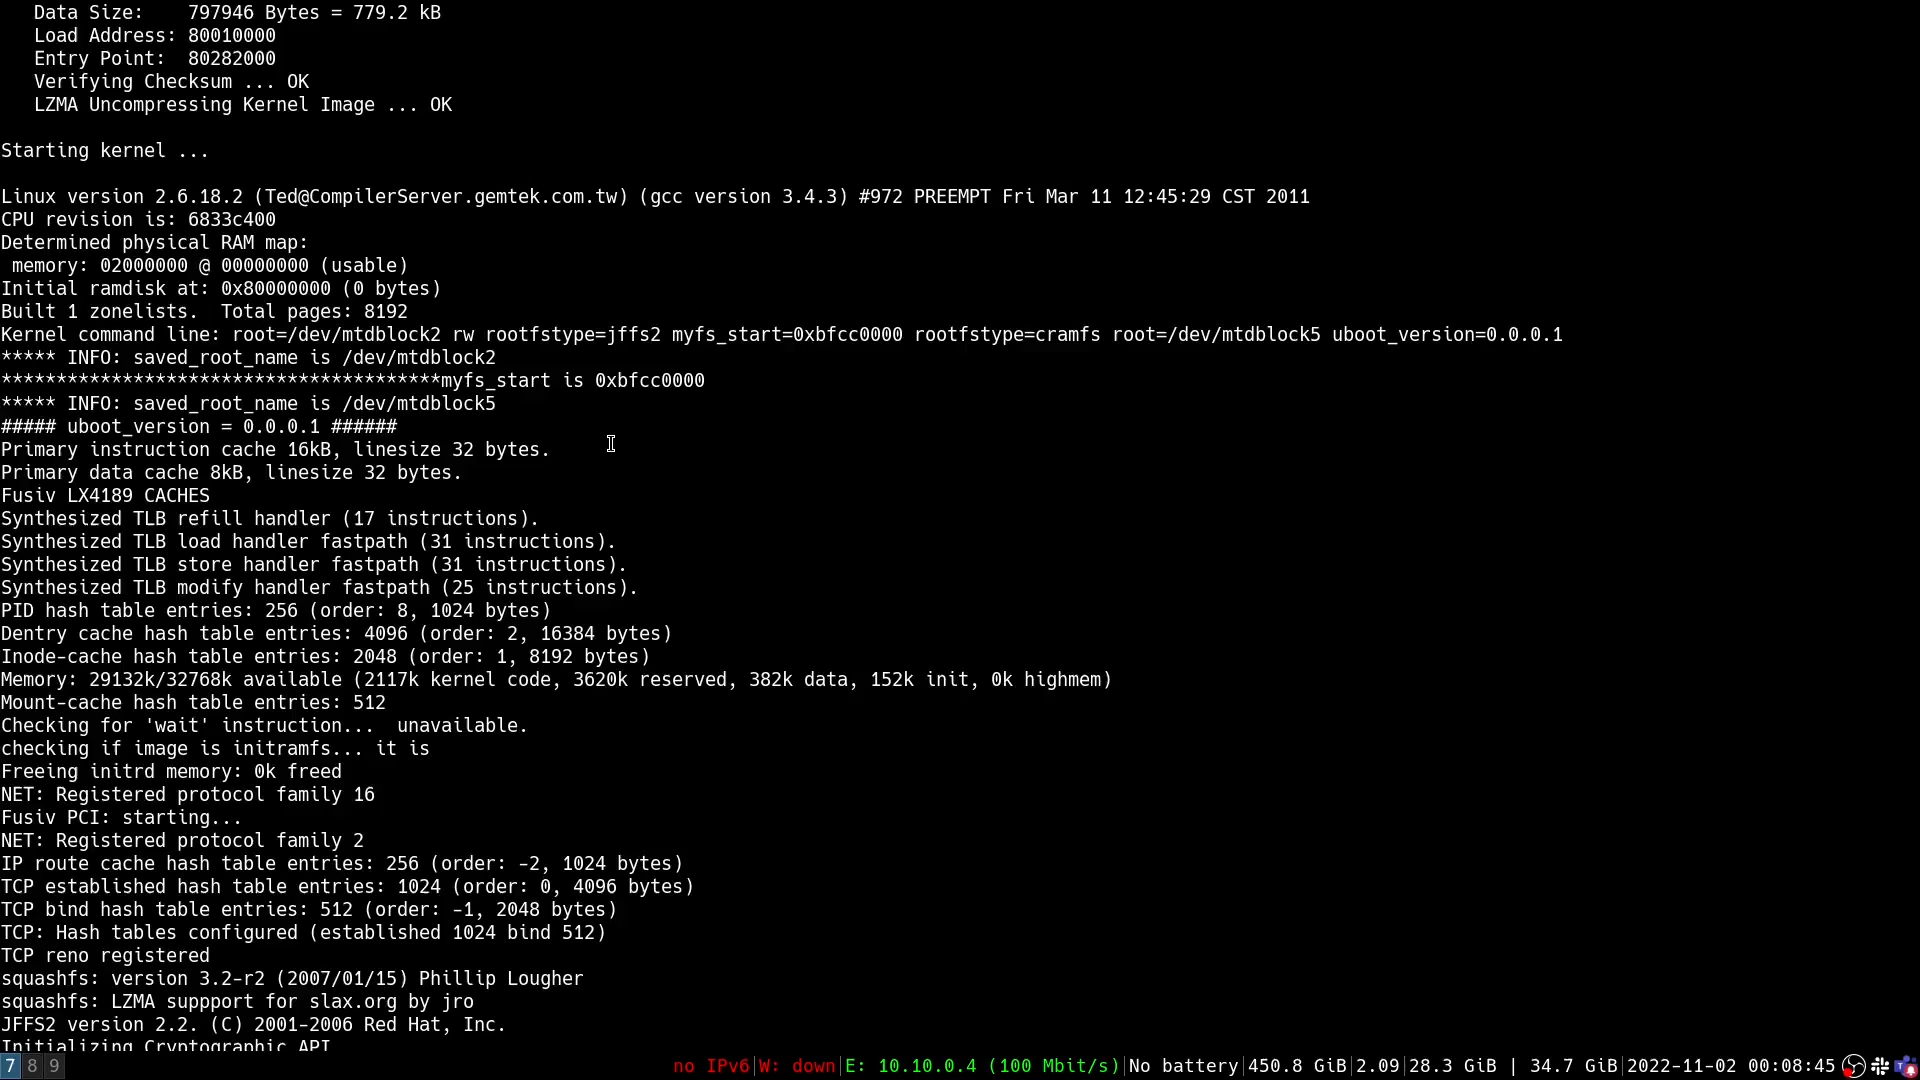 Data Size:    797946 Bytes = 779.2 kB
   Load Address: 80010000
   Entry Point:  80282000
   Verifying Checksum ... OK
   LZMA Uncompressing Kernel Image ... OK

Starting kernel ...

Linux version 2.6.18.2 (Ted@CompilerServer.gemtek.com.tw) (gcc version 3.4.3) #972 PREEMPT Fri Mar 11 12:45:29 CST 2011
CPU revision is: 6833c400
Determined physical RAM map:
 memory: 02000000 @ 00000000 (usable)
Initial ramdisk at: 0x80000000 (0 bytes)
Built 1 zonelists.  Total pages: 8192
Kernel command line: root=/dev/mtdblock2 rw rootfstype=jffs2 myfs_start=0xbfcc0000 rootfstype=cramfs root=/dev/mtdblock5 uboot_version=0.0.0.1
***** INFO: saved_root_name is /dev/mtdblock2
****************************************myfs_start is 0xbfcc0000
***** INFO: saved_root_name is /dev/mtdblock5
##### uboot_version = 0.0.0.1 ######
Primary instruction cache 16kB, linesize 32 bytes.
Primary data cache 8kB, linesize 32 bytes.
Fusiv LX4189 CACHES
Synthesized TLB refill handler (17 instructions).
Synthesized TLB load handler fastpath (31 instructions).
Synthesized TLB store handler fastpath (31 instructions).
Synthesized TLB modify handler fastpath (25 instructions).
PID hash table entries: 256 (order: 8, 1024 bytes)
Dentry cache hash table entries: 4096 (order: 2, 16384 bytes)
Inode-cache hash table entries: 2048 (order: 1, 8192 bytes)
Memory: 29132k/32768k available (2117k kernel code, 3620k reserved, 382k data, 152k init, 0k highmem)
Mount-cache hash table entries: 512
Checking for 'wait' instruction...  unavailable.
checking if image is initramfs... it is
Freeing initrd memory: 0k freed
NET: Registered protocol family 16
Fusiv PCI: starting...
NET: Registered protocol family 2
IP route cache hash table entries: 256 (order: -2, 1024 bytes)
TCP established hash table entries: 1024 (order: 0, 4096 bytes)
TCP bind hash table entries: 512 (order: -1, 2048 bytes)
TCP: Hash tables configured (established 1024 bind 512)
TCP reno registered
squashfs: version 3.2-r2 (2007/01/15) Phillip Lougher
squashfs: LZMA suppport for slax.org by jro
JFFS2 version 2.2. (C) 2001-2006 Red Hat, Inc.
Initializing Cryptographic API
7 8 9 no IPv6|W: down|E: 10.10.0.4 (100 Mbit/s)|No battery|450.8 GiB|2.09|28.3 GiB | 34.7 GiB|2022-11-02 00:08:45